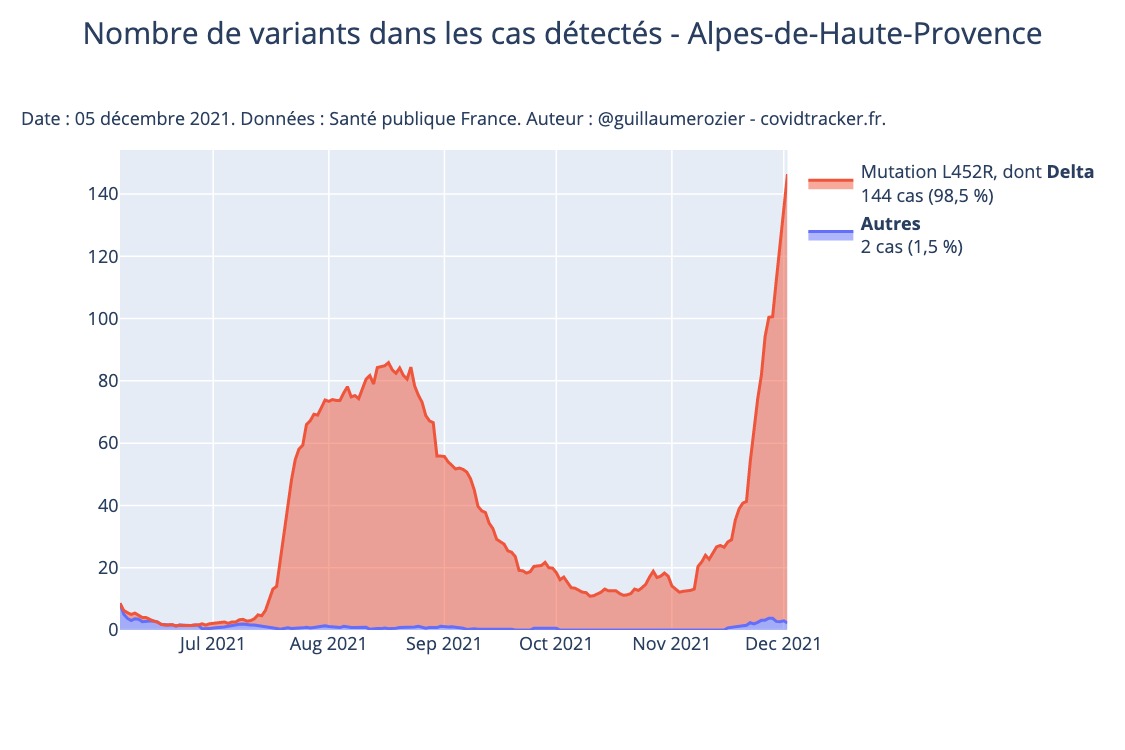 Nombre de variants dans les cas détectés - Alpes-de-Haute-Provence
Date : 05 décembre 2021. Données : Santé publique France. Auteur : @guillaumerozier - covidtracker.fr.
Mutation L452R, dont Delta
144 cas (98,5 %)
Autres
2 cas (1,5 %)
140
120
100
80
60
40
20
0
Jul 2021 Aug 2021 Sep 2021 Oct 2021 Nov 2021 Dec 2021